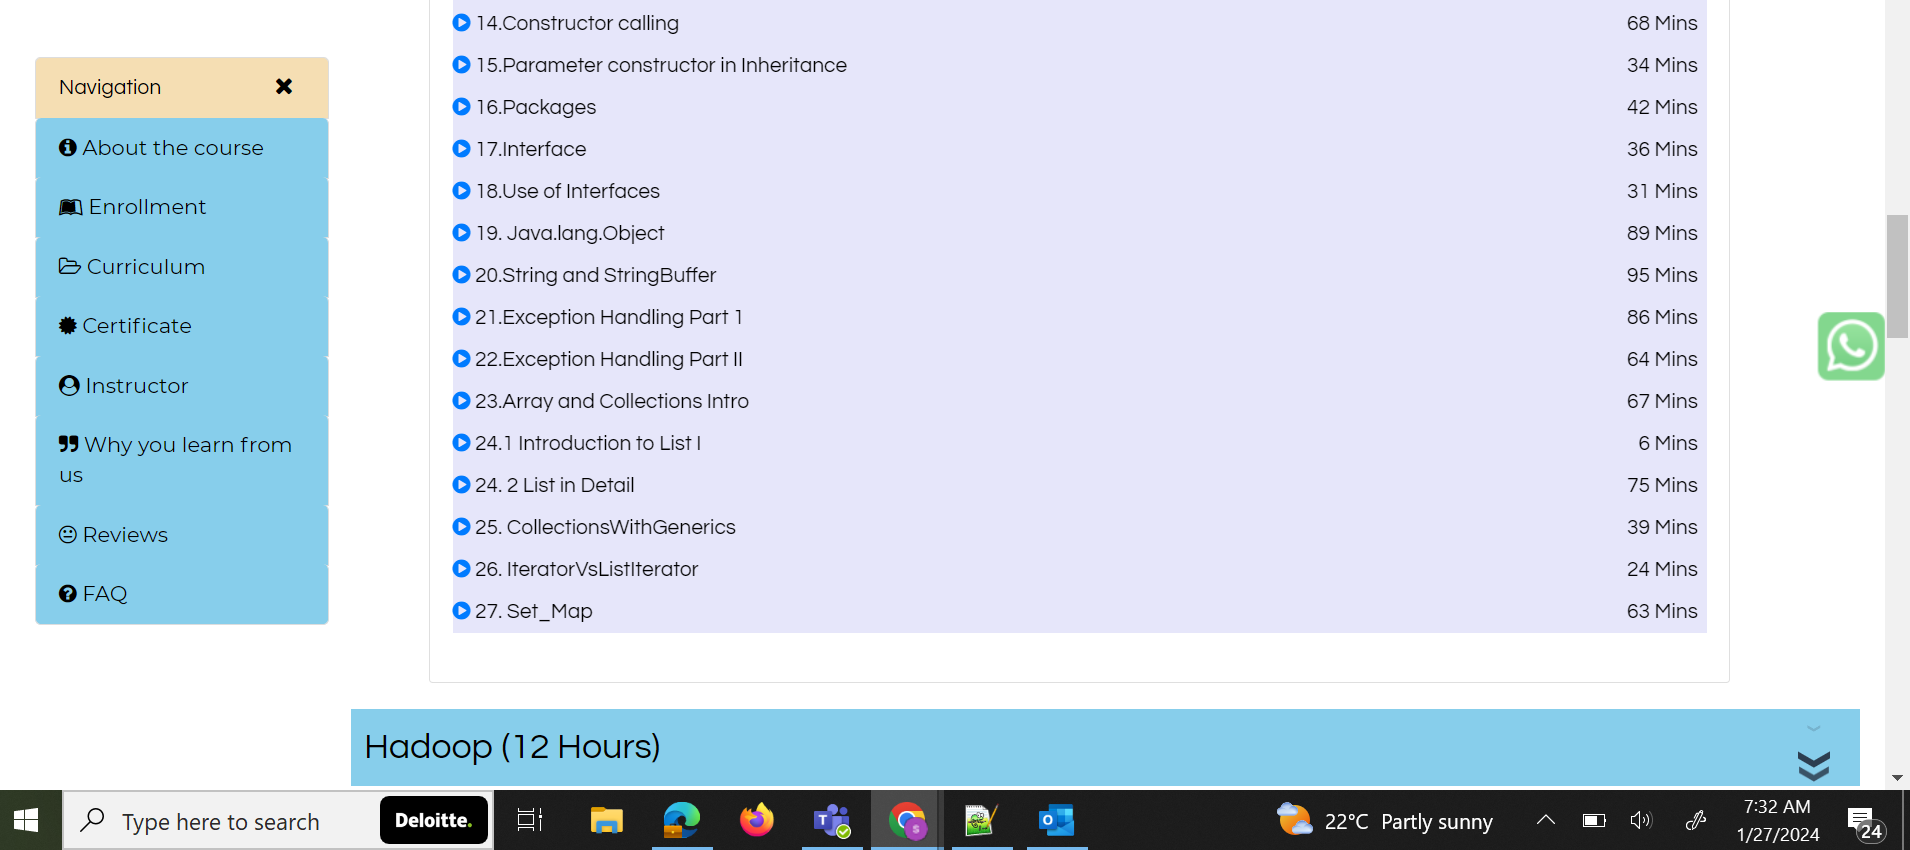 Navigation
About the course
Enrollment
Curriculum
Certificate
Instructor
Why you learn from
us
Reviews
FAQ
14.Constructor calling 68 Mins
15.Parameter constructor in Inheritance 34 Mins
16.Packages 42 Mins
17.Interface 36 Mins
18.Use of Interfaces 31 Mins
19. Java.lang.Object 89 Mins
20.String and StringBuffer 95 Mins
21.Exception Handling Part 1 86 Mins
22.Exception Handling Part II 64 Mins
23.Array and Collections Intro 67 Mins
24.1 Introduction to List I 6 Mins
24. 2 List in Detail 75 Mins
25. CollectionsWithGenerics 39 Mins
26. IteratorVsListIterator 24 Mins
27. Set_Map 63 Mins
Hadoop (12 Hours)
Type here to search
Deloitte.
22°C Partly sunny
7:32 AM
1/27/2024
24